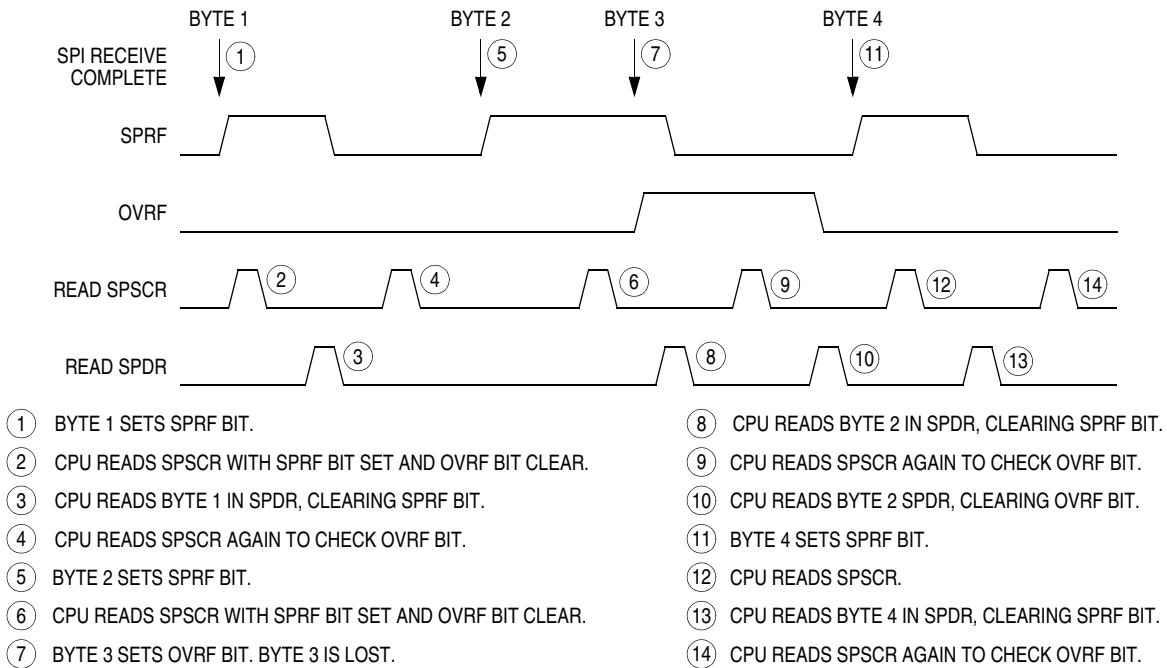 BYTE 1 BYTE 2 BYTE 3 BYTE 4
SPI RECEIVE
COMPLETE
1 5 7 11
SPRF
OVRF
READ SPSCR
2 4 6 9 12 14
READ SPDR
3 8 10 13
1 BYTE 1 SETS SPRF BIT.
2 CPU READS SPSCR WITH SPRF BIT SET AND OVRF BIT CLEAR.
3 CPU READS BYTE 1 IN SPDR, CLEARING SPRF BIT.
4 CPU READS SPSCR AGAIN TO CHECK OVRF BIT.
5 BYTE 2 SETS SPRF BIT.
6 CPU READS SPSCR WITH SPRF BIT SET AND OVRF BIT CLEAR.
7 BYTE 3 SETS OVRF BIT. BYTE 3 IS LOST.
8 CPU READS BYTE 2 IN SPDR, CLEARING SPRF BIT.
9 CPU READS SPSCR AGAIN TO CHECK OVRF BIT.
10 CPU READS BYTE 2 SPDR, CLEARING OVRF BIT.
11 BYTE 4 SETS SPRF BIT.
12 CPU READS SPSCR.
13 CPU READS BYTE 4 IN SPDR, CLEARING SPRF BIT.
14 CPU READS SPSCR AGAIN TO CHECK OVRF BIT.